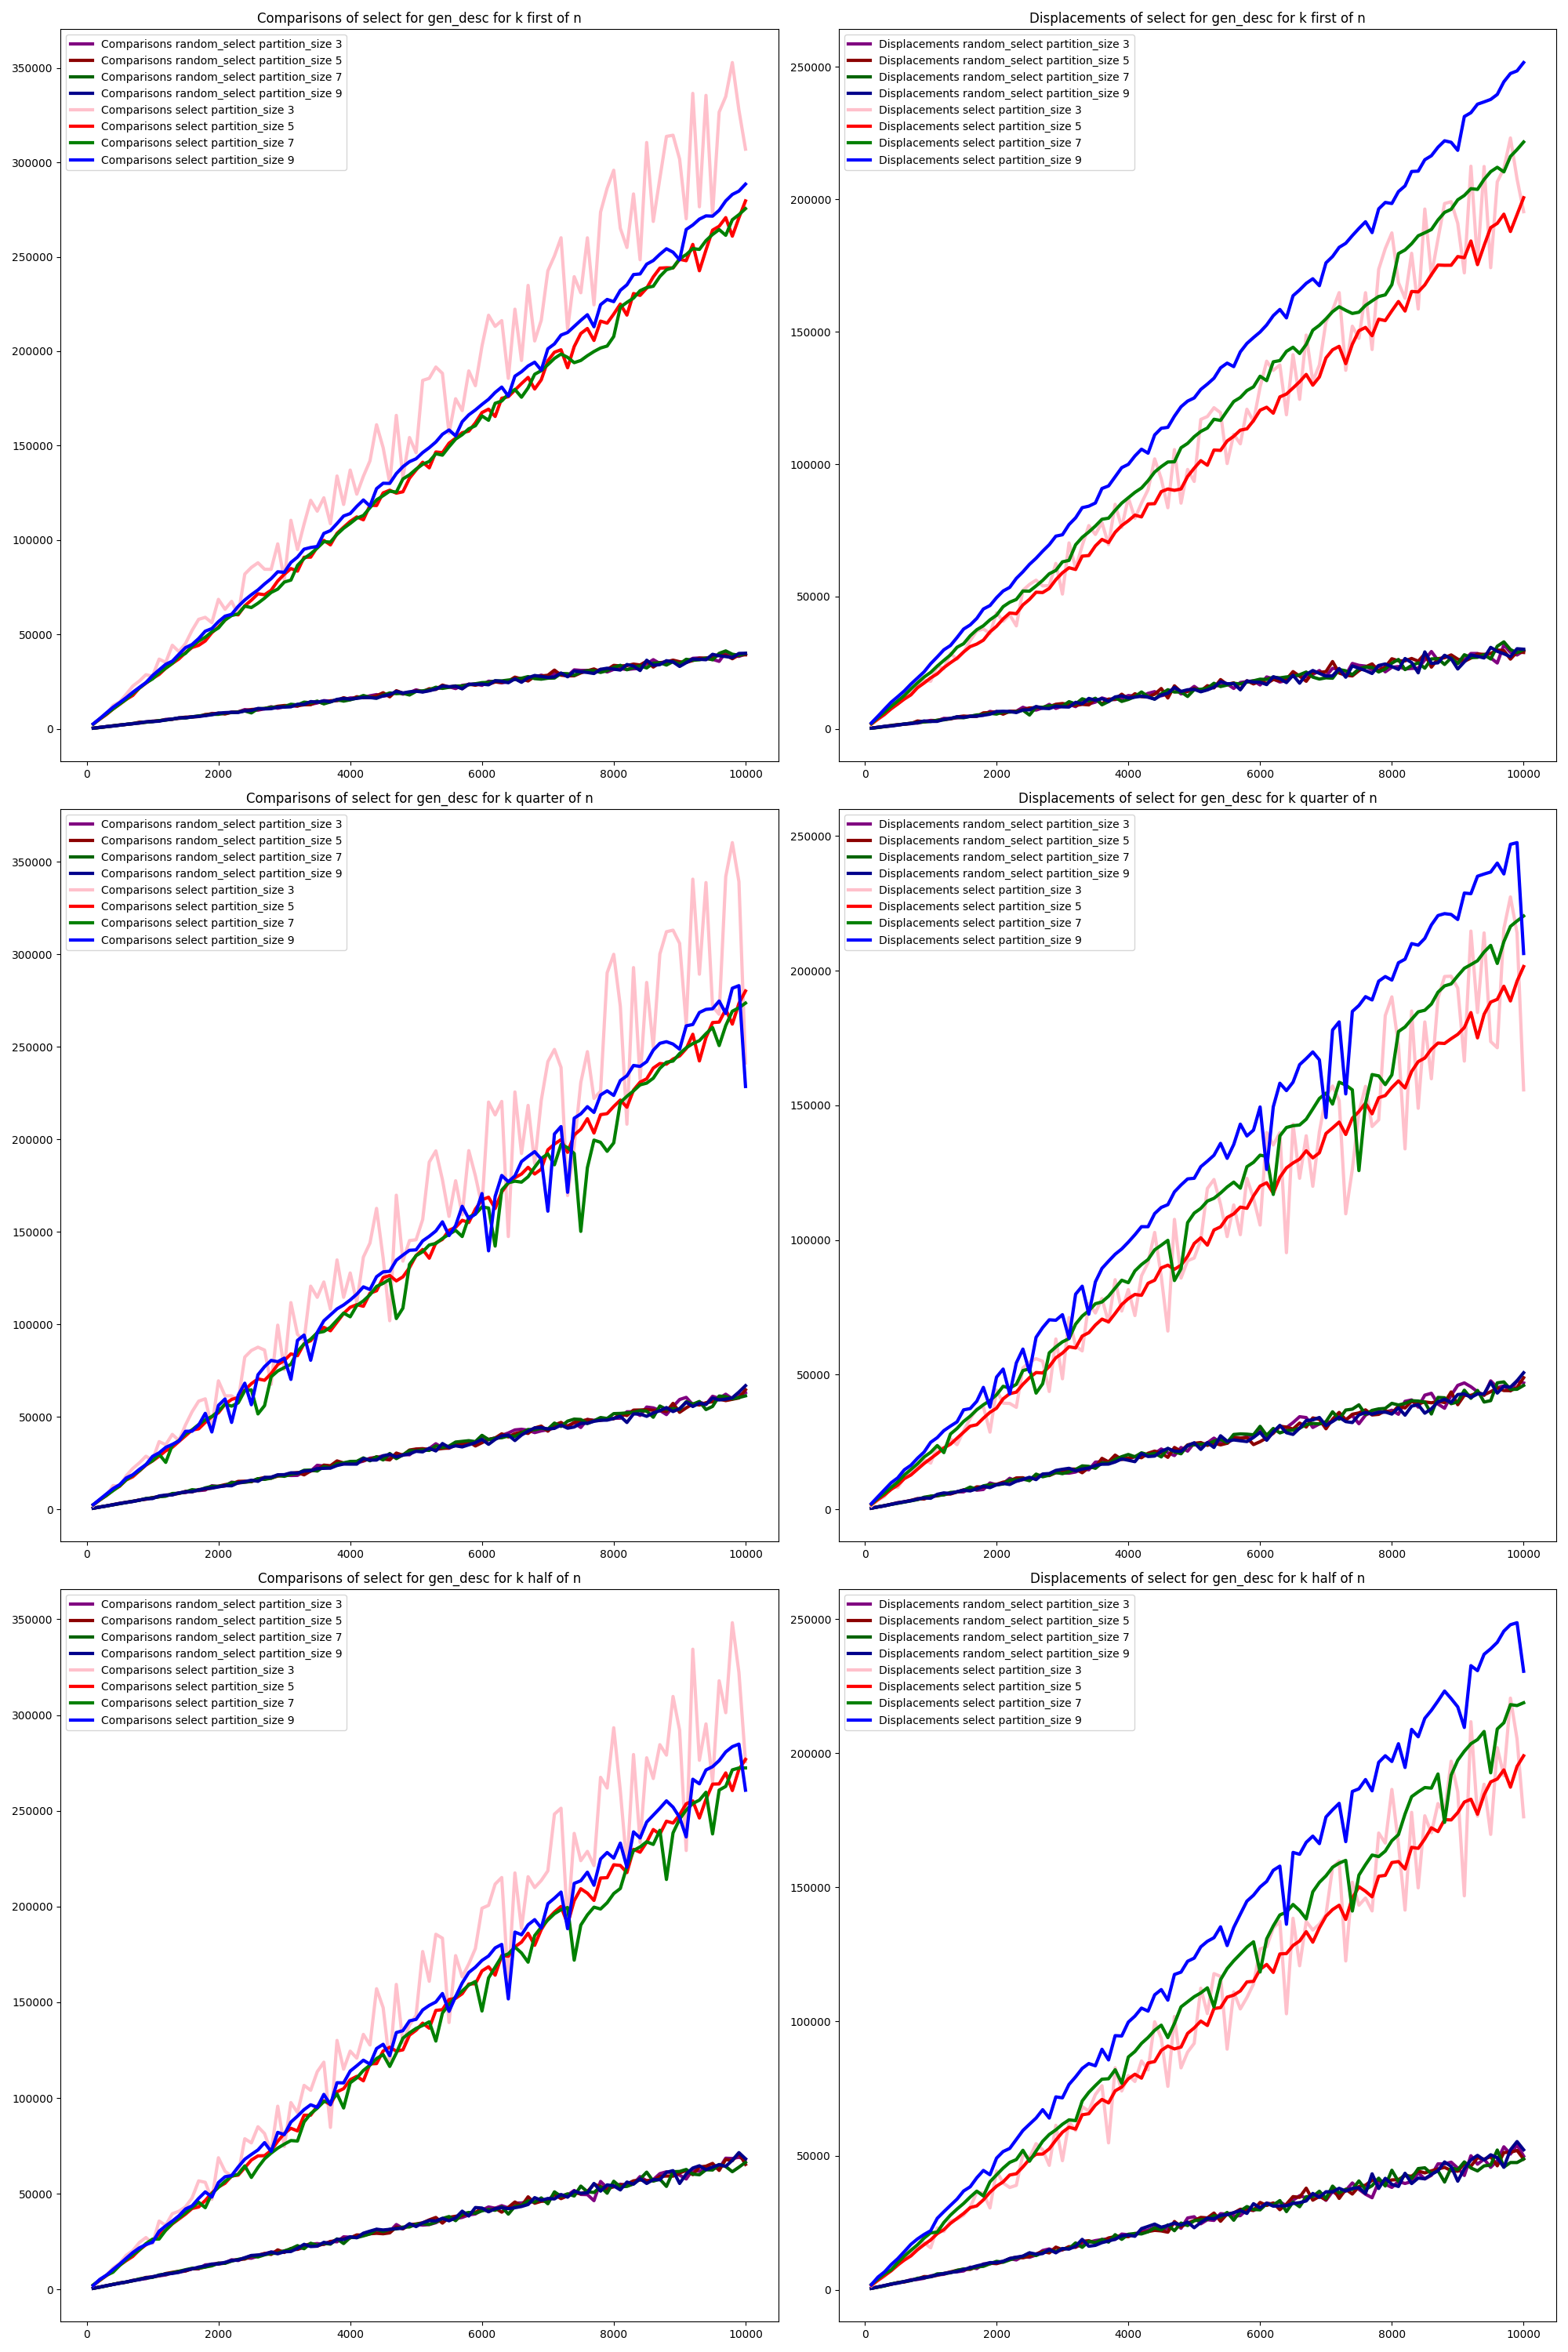 Comparisons of select for gen_desc for k first of n
Comparisons random_select partition_size 3
Comparisons random_select partition_size 5
Comparisons random_select partition_size 7
Comparisons random_select partition_size 9
Comparisons select partition_size 3
Comparisons select partition_size 5
Comparisons select partition_size 7
Comparisons select partition_size 9
350000
300000
250000
200000
150000
100000
50000
0
0 2000 4000 6000 8000 10000
Displacements of select for gen_desc for k first of n
Displacements random_select partition_size 3
Displacements random_select partition_size 5
Displacements random_select partition_size 7
Displacements random_select partition_size 9
Displacements select partition_size 3
Displacements select partition_size 5
Displacements select partition_size 7
Displacements select partition_size 9
250000
200000
150000
100000
50000
0
0 2000 4000 6000 8000 10000
Comparisons of select for gen_desc for k quarter of n
Comparisons random_select partition_size 3
Comparisons random_select partition_size 5
Comparisons random_select partition_size 7
Comparisons random_select partition_size 9
Comparisons select partition_size 3
Comparisons select partition_size 5
Comparisons select partition_size 7
Comparisons select partition_size 9
350000
300000
250000
200000
150000
100000
50000
0
0 2000 4000 6000 8000 10000
Displacements of select for gen_desc for k quarter of n
Displacements random_select partition_size 3
Displacements random_select partition_size 5
Displacements random_select partition_size 7
Displacements random_select partition_size 9
Displacements select partition_size 3
Displacements select partition_size 5
Displacements select partition_size 7
Displacements select partition_size 9
250000
200000
150000
100000
50000
0
0 2000 4000 6000 8000 10000
Comparisons of select for gen_desc for k half of n
Comparisons random_select partition_size 3
Comparisons random_select partition_size 5
Comparisons random_select partition_size 7
Comparisons random_select partition_size 9
Comparisons select partition_size 3
Comparisons select partition_size 5
Comparisons select partition_size 7
Comparisons select partition_size 9
350000
300000
250000
200000
150000
100000
50000
0
0 2000 4000 6000 8000 10000
Displacements of select for gen_desc for k half of n
Displacements random_select partition_size 3
Displacements random_select partition_size 5
Displacements random_select partition_size 7
Displacements random_select partition_size 9
Displacements select partition_size 3
Displacements select partition_size 5
Displacements select partition_size 7
Displacements select partition_size 9
250000
200000
150000
100000
50000
0
0 2000 4000 6000 8000 10000